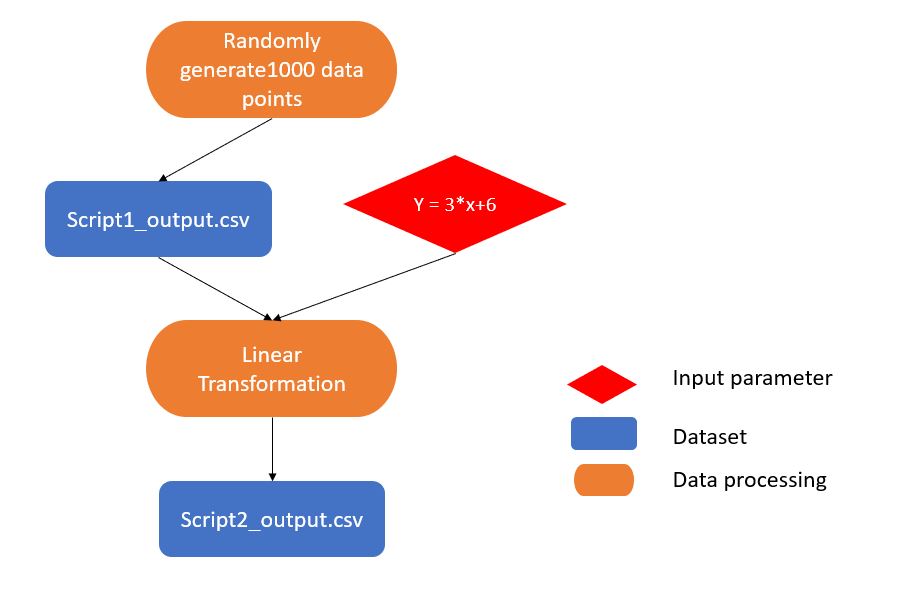 Randomly
generate1000 data
points
Script1_output.csv
Y = 3*x+6
Linear
Transformation
Script2_output.csv
Input parameter
Dataset
Data processing